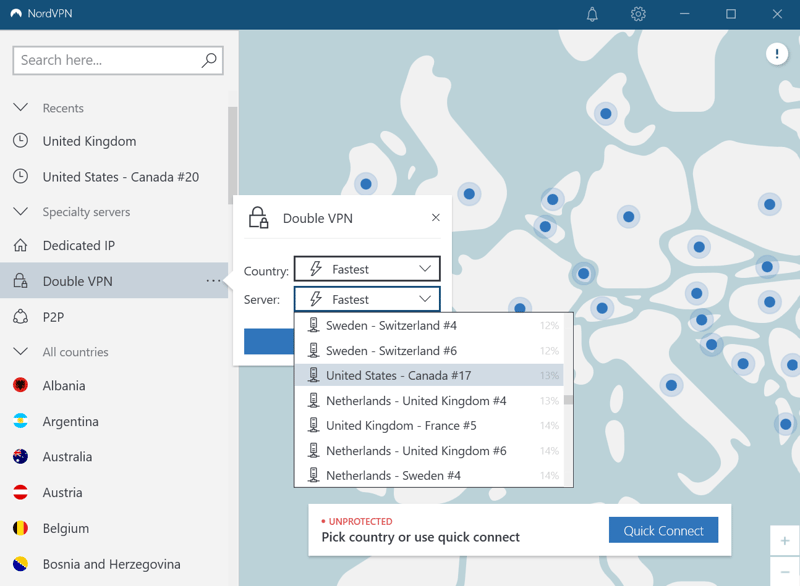 NordVPN
Search here...
Recents
United Kingdom
United States - Canada #20
Specialty servers
Dedicated IP
Double VPN
P2P
All countries
Albania
Argentina
Australia
Austria
Belgium
Bosnia and Herzegovina
Double VPN
Country: Fastest
Server: Fastest
Sweden - Switzerland #4 12%
Sweden - Switzerland #6 12%
United States - Canada #17 13%
Netherlands - United Kingdom #4 13%
United Kingdom - France #5 14%
Netherlands - United Kingdom #6 14%
Netherlands - Sweden #4 14%
UNPROTECTED
Pick country or use quick connect
Quick Connect